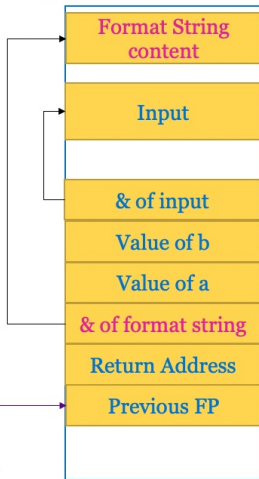 Format String
content
Input
& of input
Value of b
Value of a
& of format string
Return Address
Previous FP